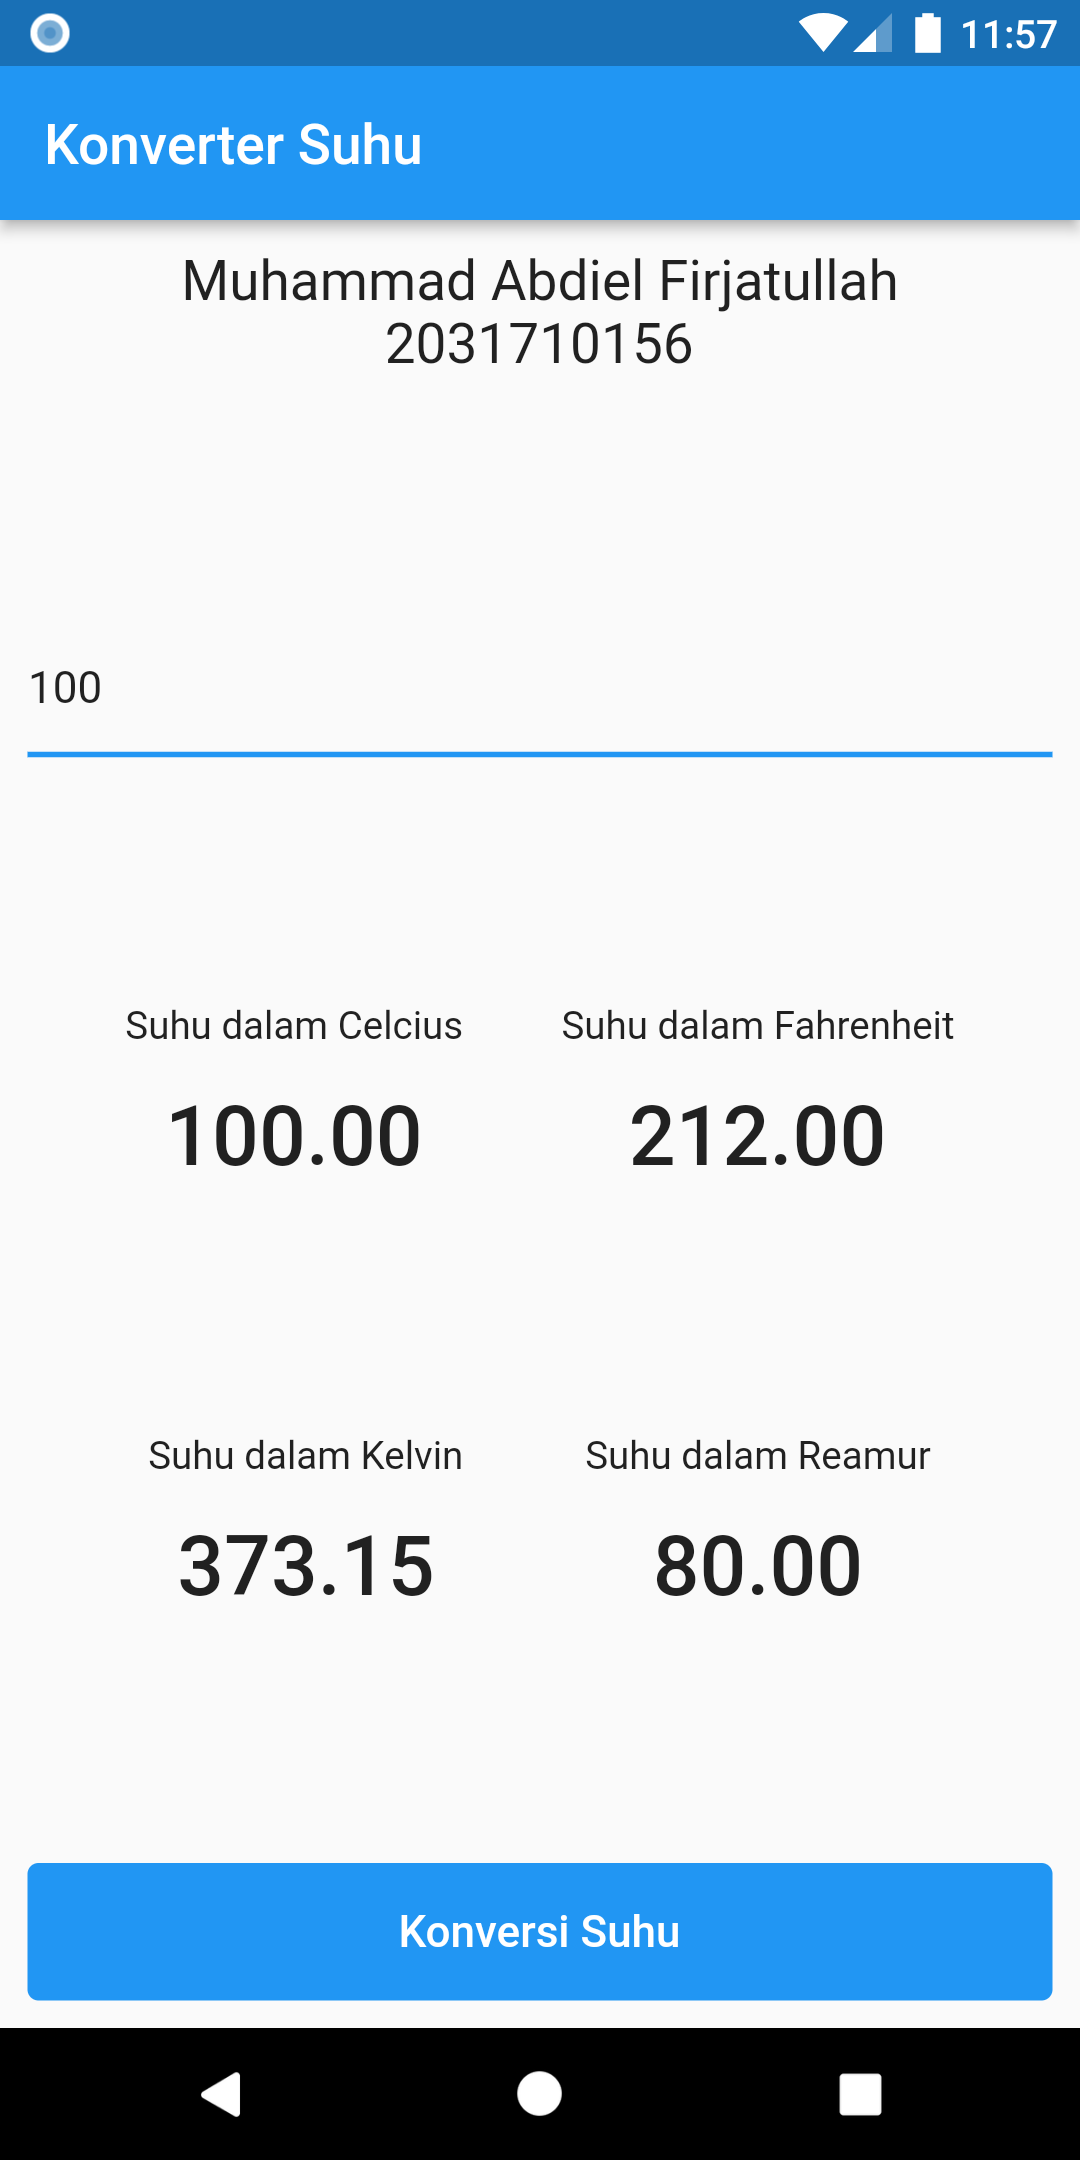 11:57
Konverter Suhu
Muhammad Abdiel Firjatullah
2031710156
100
Suhu dalam Celcius
Suhu dalam Fahrenheit
100.00
212.00
Suhu dalam Kelvin
Suhu dalam Reamur
373.15
80.00
Konversi Suhu